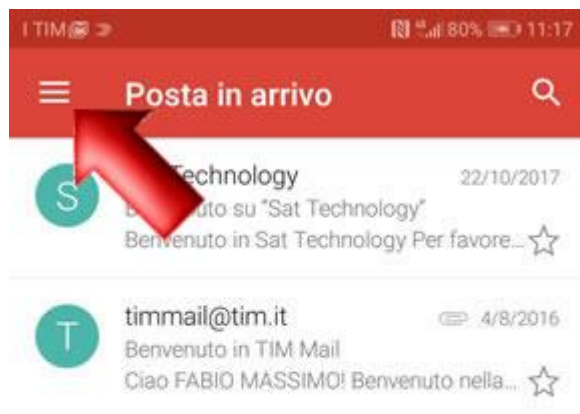 I TIM 80% 11:17
Posta in arrivo
S Technology 22/10/2017
uto su “Sat Technology”
Benvenuto in Sat Technology Per favore...
T timmail@tim.it 4/8/2016
Benvenuto in TIM Mail
Ciao FABIO MASSIMO! Benvenuto nella...